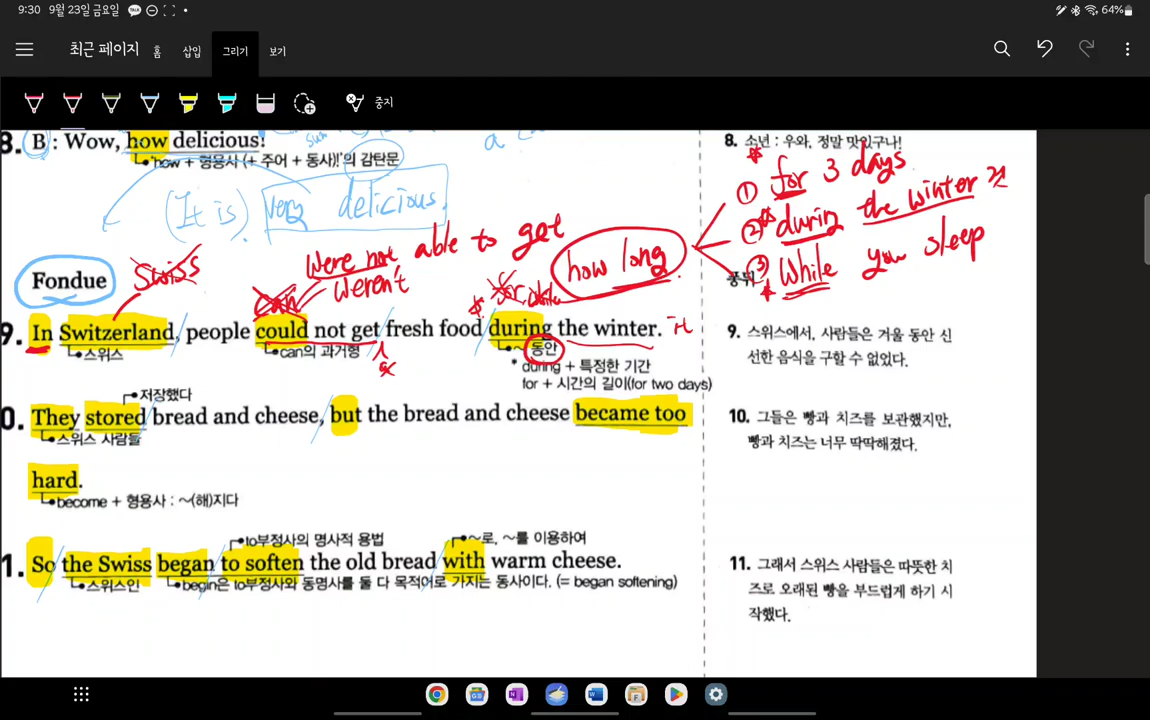 9:30 9월 23일 금요일 64%
최근 페이지 홈 삽입 그리기 보기
중지
8. B : Wow, how delicious!
'how + 형용사 (+ 주어 + 동사)!'의 감탄문
(It is) very delicious.
8. 소년 : 우와, 정말 맛있구나!
① for 3 days
② during the winter
③ While you sleep
how long
were not able to get
weren't
Swiss
can
for. while
Fondue
퐁뒤
9. In Switzerland, people could not get fresh food during the winter.
스위스
can의 과거형
~ 동안
* during + 특정한 기간
for + 시간의 길이(for two days)
9. 스위스에서, 사람들은 겨울 동안 신
선한 음식을 구할 수 없었다.
저장했다
0. They stored bread and cheese, but the bread and cheese became too
스위스 사람들
hard.
become + 형용사 : ~(해)지다
10. 그들은 빵과 치즈를 보관했지만,
빵과 치즈는 너무 딱딱해졌다.
to부정사의 명사적 용법
~로, ~를 이용하여
1. So the Swiss began to soften the old bread with warm cheese.
스위스인
begin은 to부정사와 동명사를 둘 다 목적어로 가지는 동사이다. (= began softening)
11. 그래서 스위스 사람들은 따뜻한 치
즈로 오래된 빵을 부드럽게 하기 시
작했다.